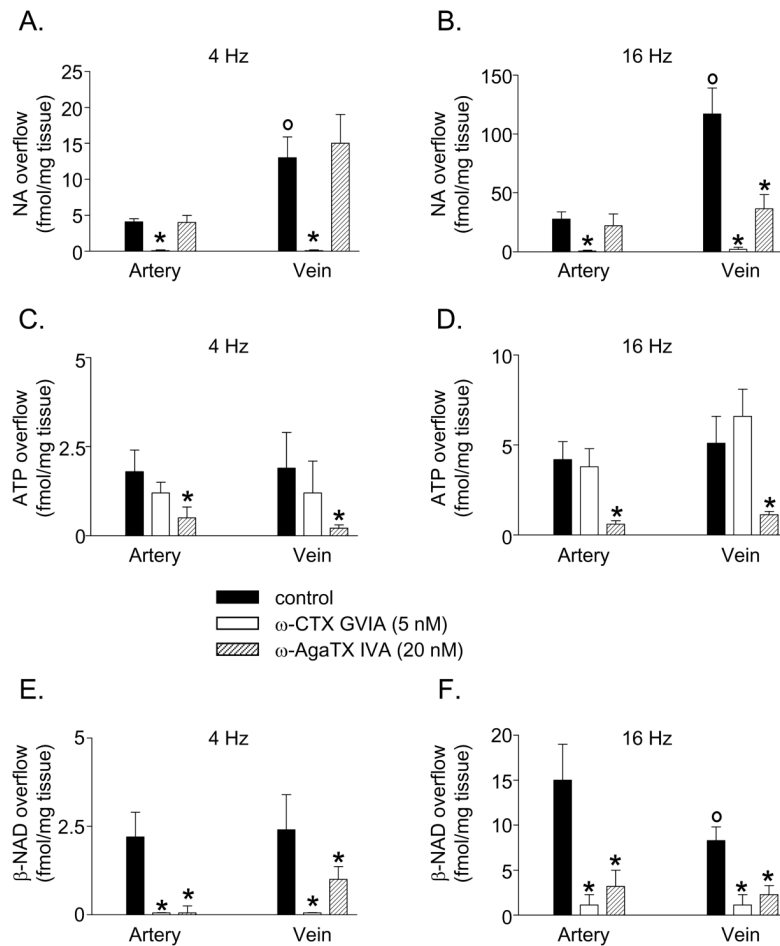 A.
4 Hz
NA overflow
(fmol/mg tissue)
25
20
15
10
5
0
o
*
*
Artery
Vein
B.
16 Hz
NA overflow
(fmol/mg tissue)
150
100
50
0
o
*
*
*
Artery
Vein
C.
4 Hz
ATP overflow
(fmol/mg tissue)
5
2.5
0
*
*
Artery
Vein
D.
16 Hz
ATP overflow
(fmol/mg tissue)
10
5
0
*
*
Artery
Vein
control
ω-CTX GVIA (5 nM)
ω-AgaTX IVA (20 nM)
E.
4 Hz
β-NAD overflow
(fmol/mg tissue)
5
2.5
0
*
*
*
*
Artery
Vein
F.
16 Hz
β-NAD overflow
(fmol/mg tissue)
20
15
10
5
0
o
*
*
*
*
Artery
Vein